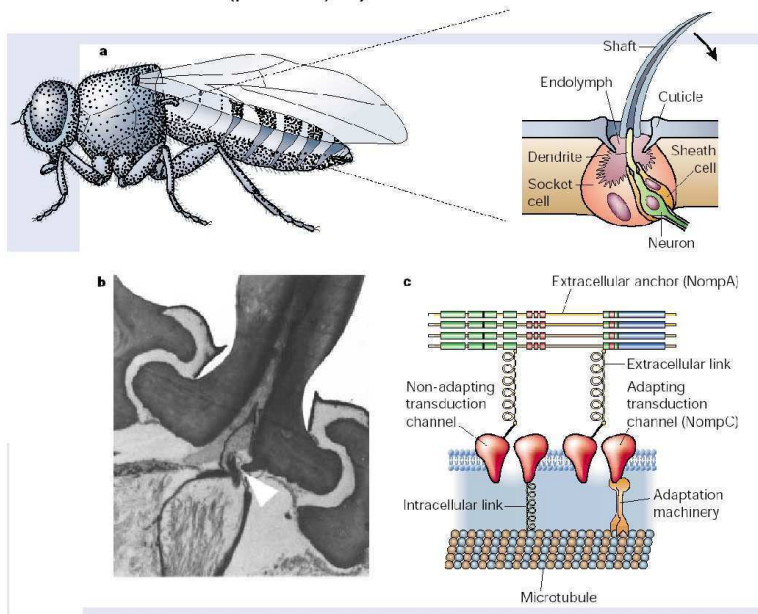 a
Shaft
Endolymph
Cuticle
Dendrite
Sheath
cell
Socket
cell
Neuron
b
c
Extracellular anchor (NompA)
Extracellular link
Non-adapting
transduction
channel
Adapting
transduction
channel (NompC)
Intracellular link
Adaptation
machinery
Microtubule